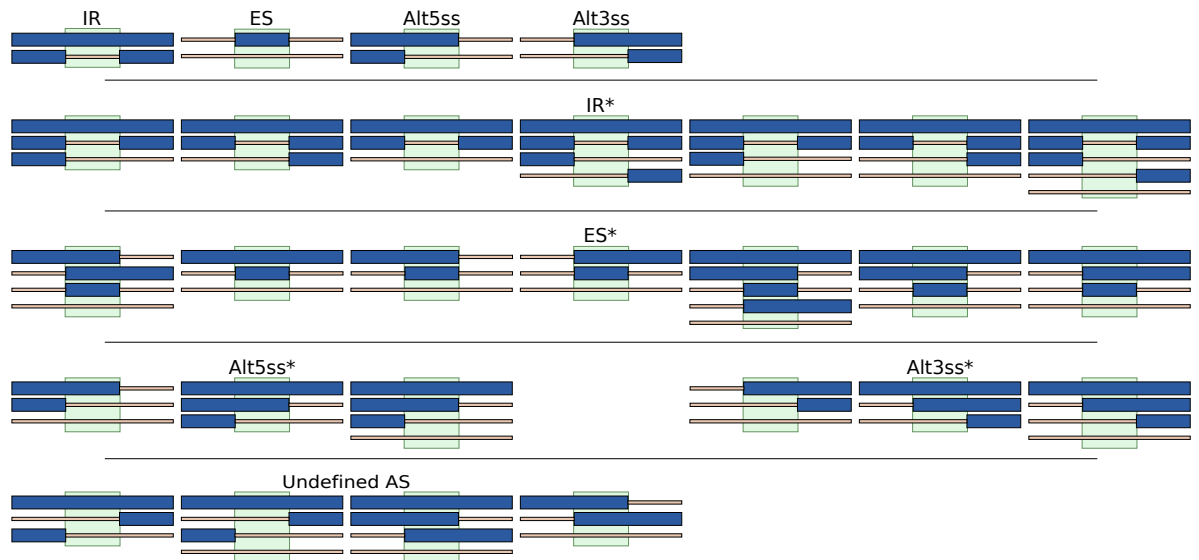 IR ES Alt5ss Alt3ss
IR*
ES*
Alt5ss* Alt3ss*
Undefined AS